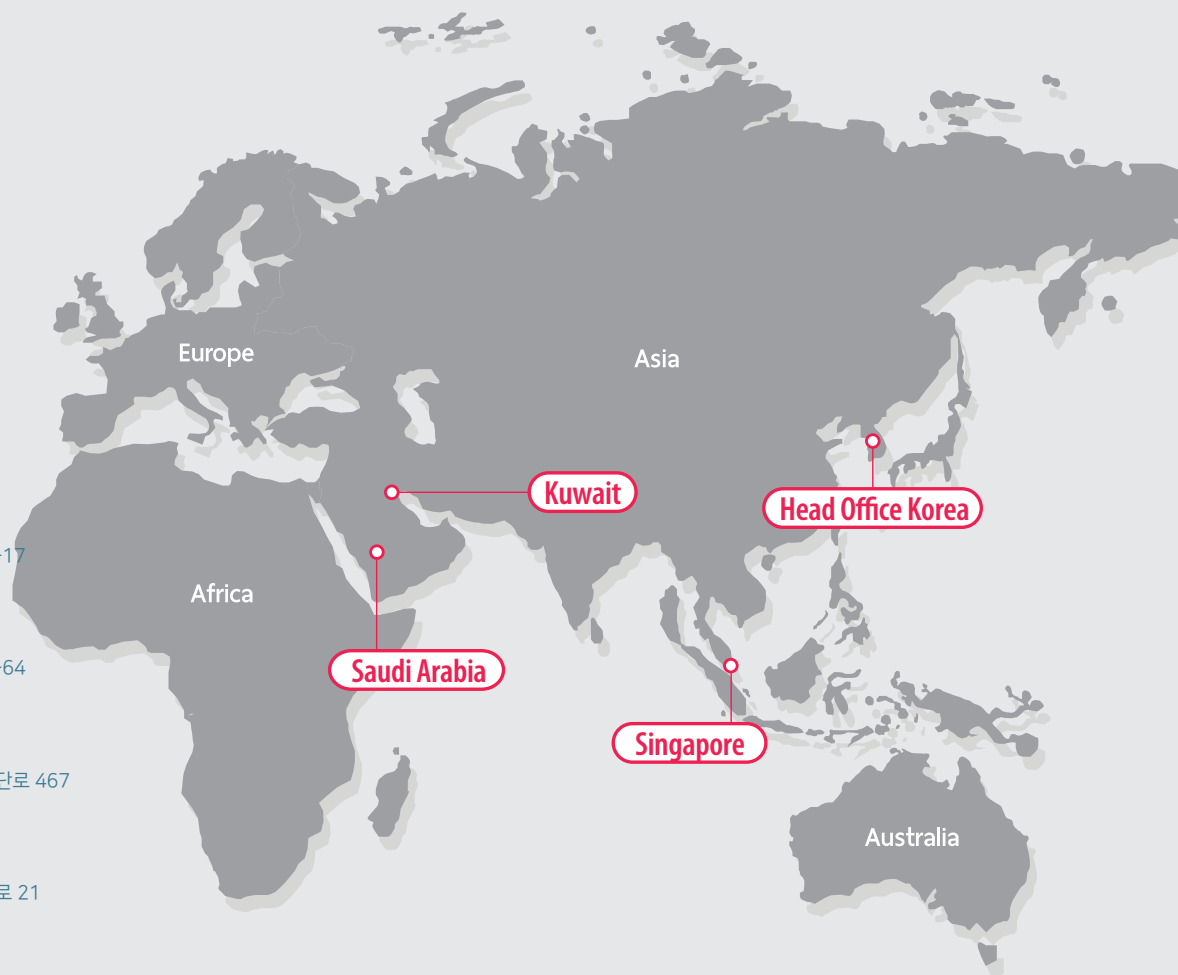 Europe
Asia
Kuwait
Head Office Korea
-17
Africa
-64
Saudi Arabia
Singapore
단로 467
Australia
로 21